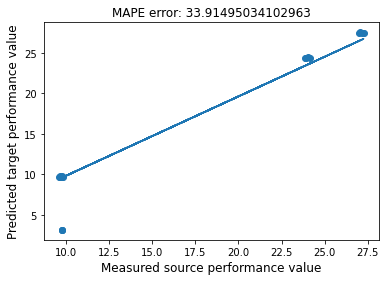 MAPE error: 33.91495034102963
Predicted target performance value
25
20
15
10
5
10.0 12.5 15.0 17.5 20.0 22.5 25.0 27.5
Measured source performance value